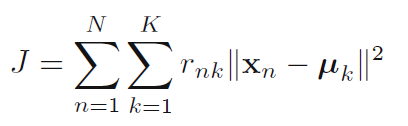 J = \sum_{n=1}^{N} \sum_{k=1}^{K} r_{nk} \|\mathbf{x}_n - \boldsymbol{\mu}_k\|^2